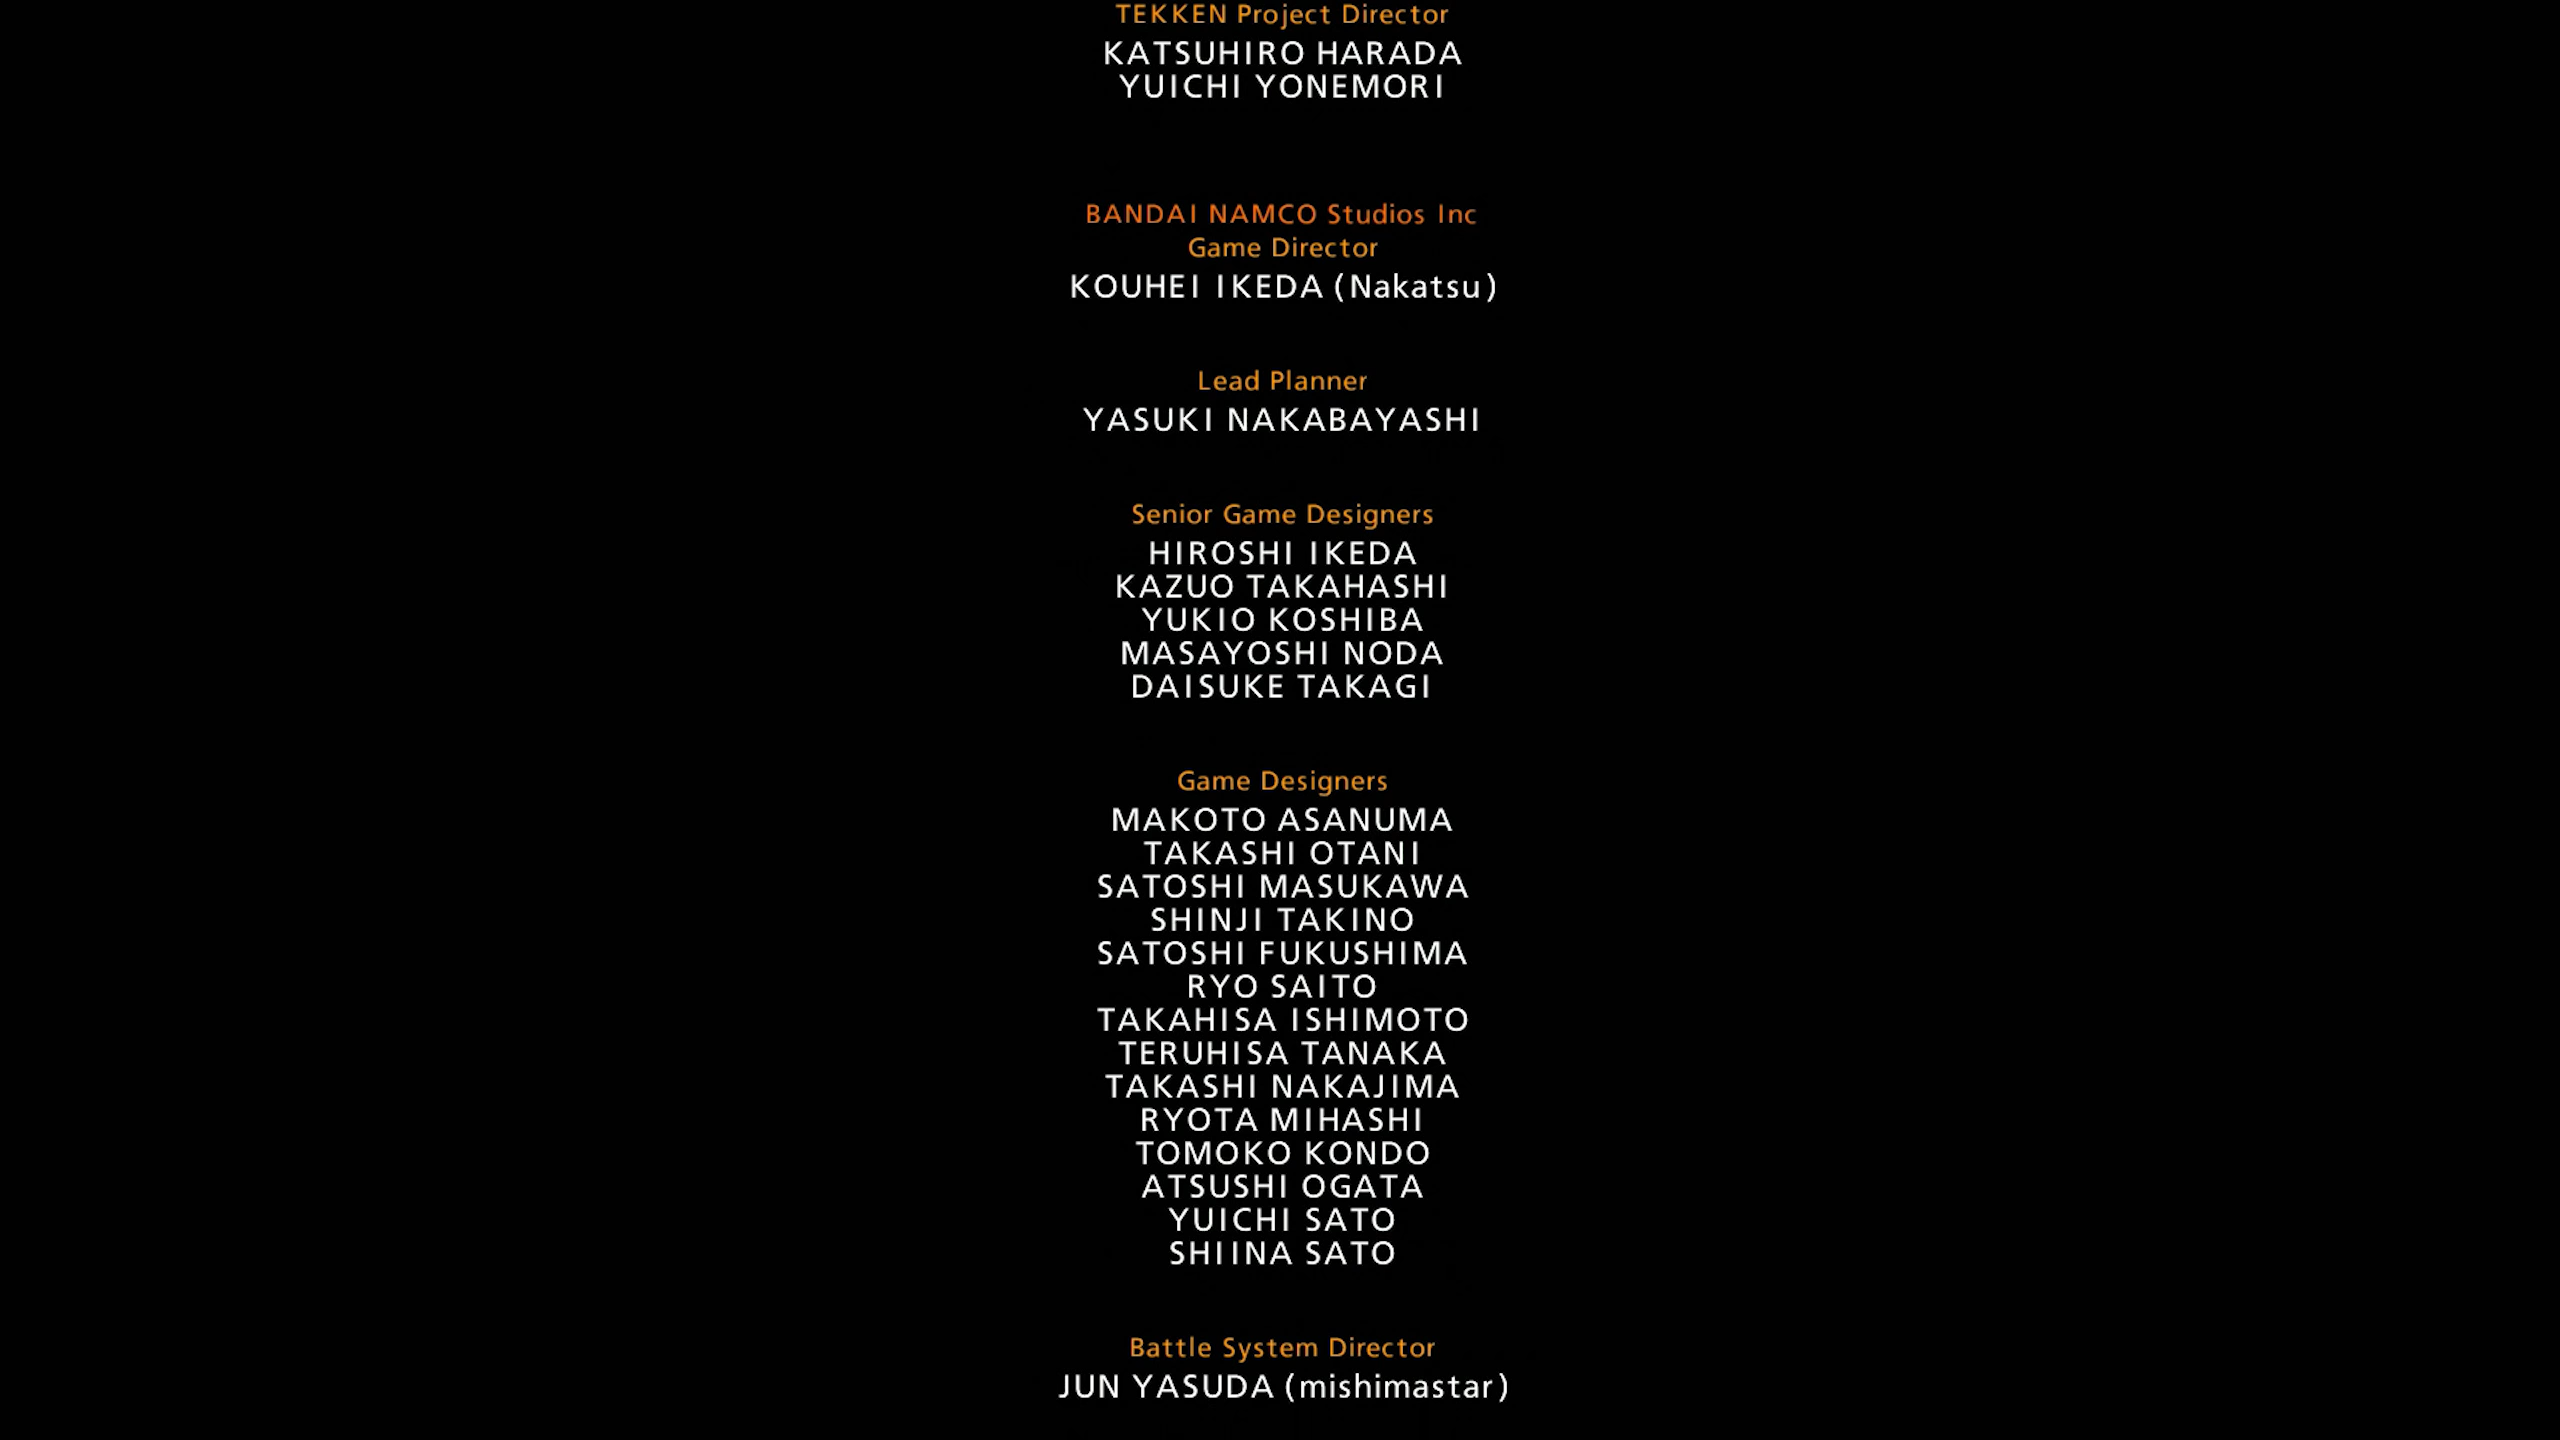 TEKKEN Project Director
KATSUHIRO HARADA
YUICHI YONEMORI
BANDAI NAMCO Studios Inc
Game Director
KOUHEI IKEDA (Nakatsu)
Lead Planner
YASUKI NAKABAYASHI
Senior Game Designers
HIROSHI IKEDA
KAZUO TAKAHASHI
YUKIO KOSHIBA
MASAYOSHI NODA
DAISUKE TAKAGI
Game Designers
MAKOTO ASANUMA
TAKASHI OTANI
SATOSHI MASUKAWA
SHINJI TAKINO
SATOSHI FUKUSHIMA
RYO SAITO
TAKAHISA ISHIMOTO
TERUHISA TANAKA
TAKASHI NAKAJIMA
RYOTA MIHASHI
TOMOKO KONDO
ATSUSHI OGATA
YUICHI SATO
SHIINA SATO
Battle System Director
JUN YASUDA (mishimastar)